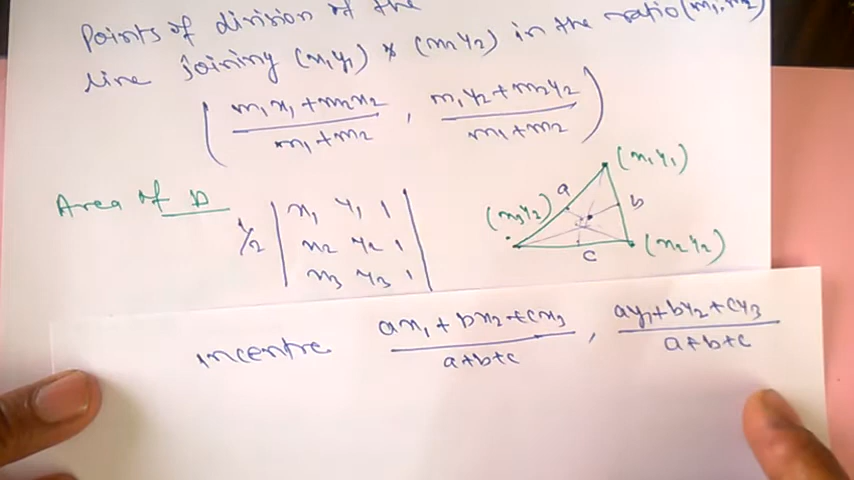 Points of division of the
line joining (x1y1) & (x2y2) in the ratio (m1:m2)
( m1x1+m2x2 / m1+m2 , m1y2+m2y2 / m1+m2 )
Area of Δ
1/2 | x1 y1 1
x2 y2 1
x3 y3 1 |
(x1y1)
a
b
(x3y2)
(x2y2)
c
incentre ax1+bx2+cx3 / a+b+c , ay1+by2+cy3 / a+b+c